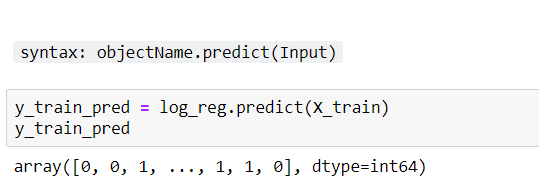 syntax: objectName.predict(Input)
y_train_pred = log_reg.predict(X_train)
y_train_pred
array([0, 0, 1, ..., 1, 1, 0], dtype=int64)